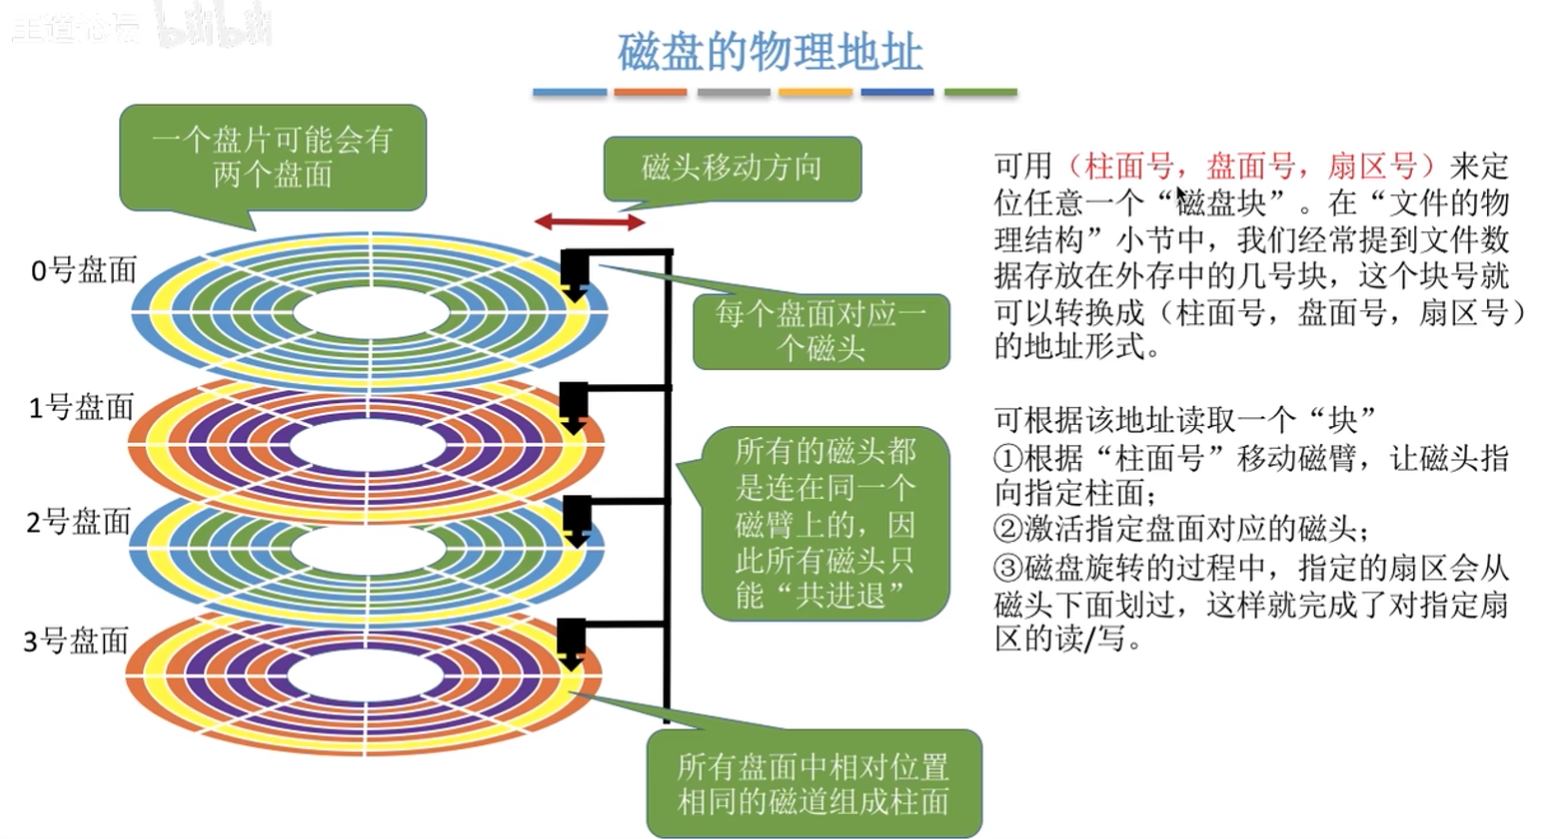 王道论坛 bilibili
磁盘的物理地址
一个盘片可能会有
两个盘面
磁头移动方向
0号盘面
每个盘面对应一
个磁头
1号盘面
所有的磁头都
是连在同一个
磁臂上的，因
此所有磁头只
能“共进退”
2号盘面
3号盘面
所有盘面中相对位置
相同的磁道组成柱面
可用（柱面号，盘面号，扇区号）来定
位任意一个“磁盘块”。在“文件的物
理结构”小节中，我们经常提到文件数
据存放在外存中的几号块，这个块号就
可以转换成（柱面号，盘面号，扇区号）
的地址形式。
可根据该地址读取一个“块”
①根据“柱面号”移动磁臂，让磁头指
向指定柱面；
②激活指定盘面对应的磁头；
③磁盘旋转的过程中，指定的扇区会从
磁头下面划过，这样就完成了对指定扇
区的读/写。